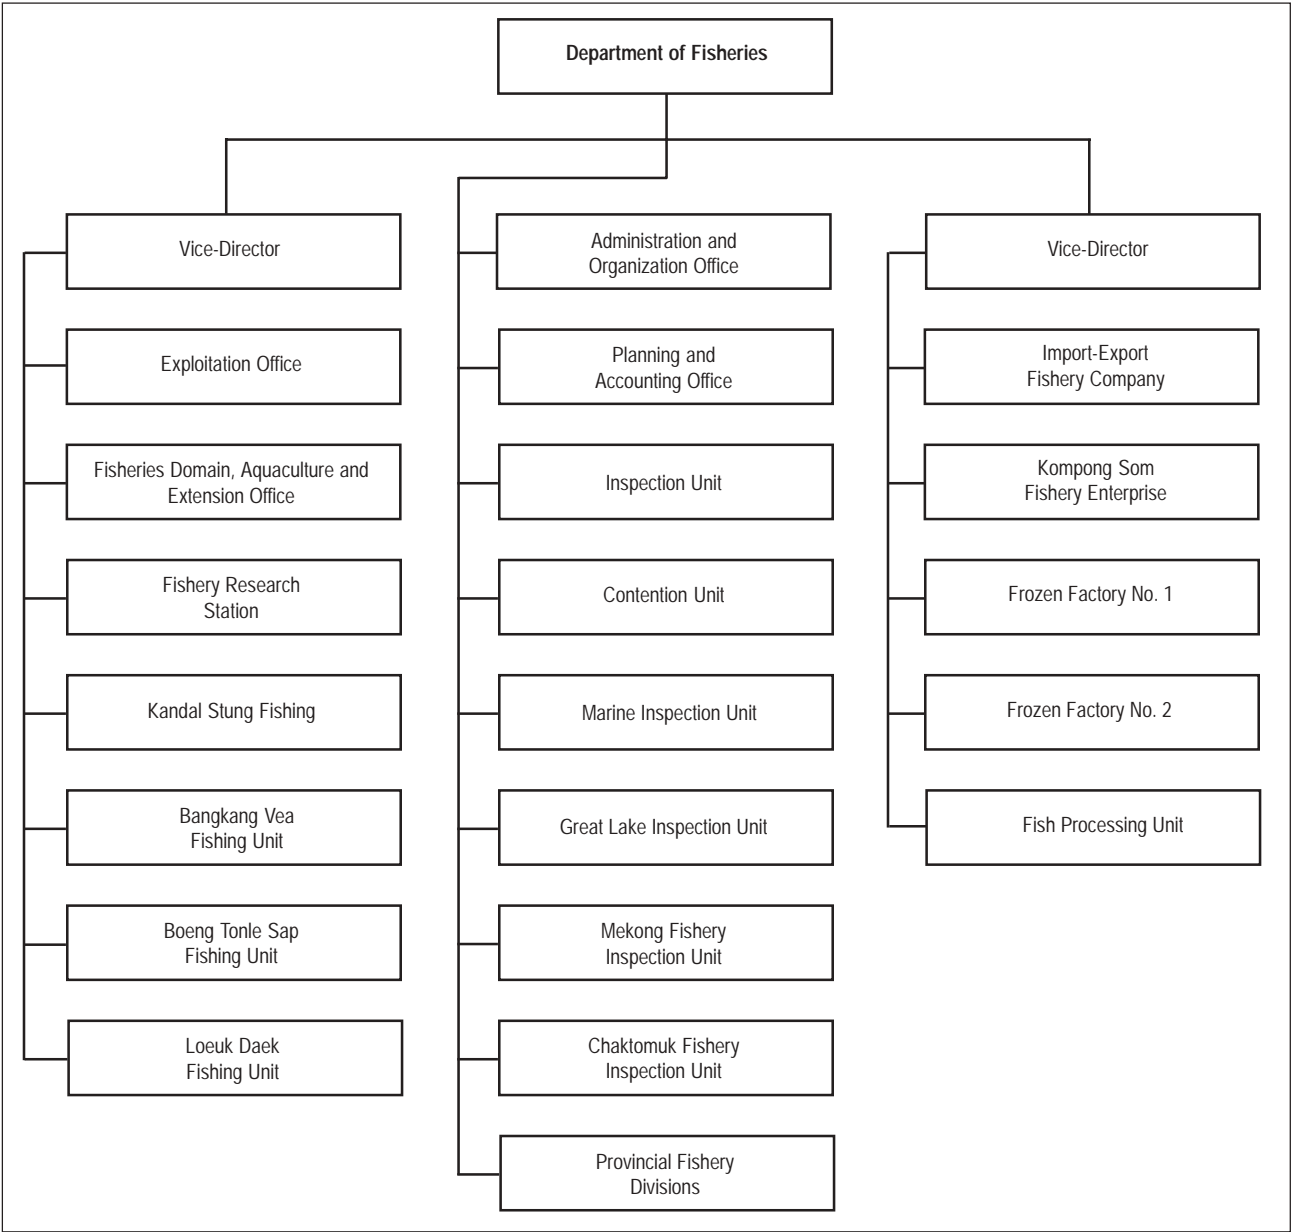 Department of Fisheries
Vice-Director
Exploitation Office
Fisheries Domain, Aquaculture and
Extension Office
Fishery Research
Station
Kandal Stung Fishing
Bangkang Vea
Fishing Unit
Boeng Tonle Sap
Fishing Unit
Loeuk Daek
Fishing Unit
Administration and
Organization Office
Planning and
Accounting Office
Inspection Unit
Contention Unit
Marine Inspection Unit
Great Lake Inspection Unit
Mekong Fishery
Inspection Unit
Chaktomuk Fishery
Inspection Unit
Provincial Fishery
Divisions
Vice-Director
Import-Export
Fishery Company
Kompong Som
Fishery Enterprise
Frozen Factory No. 1
Frozen Factory No. 2
Fish Processing Unit